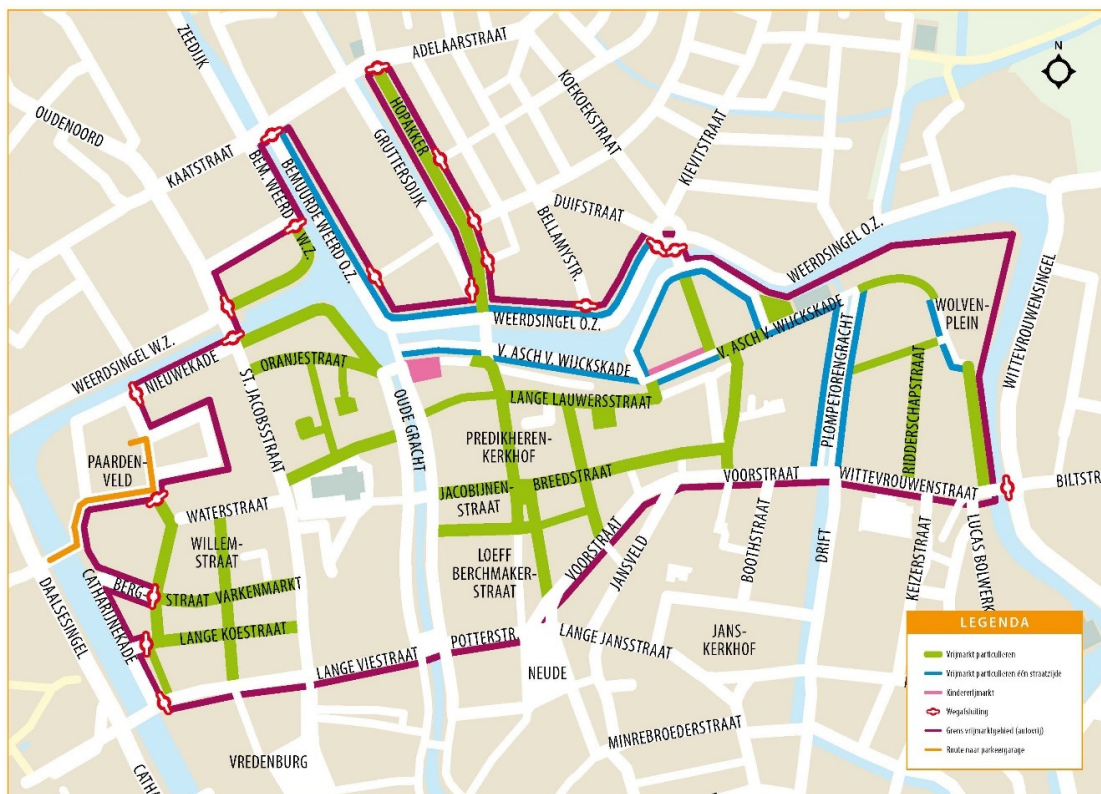 ZEEDIJK
ADELAARSTRAAT
N
OUDENOORD
KOEKOEKSTRAAT
HOPAKKER
KIEVITSTRAAT
KAATSTRAAT
GRUTTERSDIJK
BEM. WEERD W.Z.
BEMUURDE WEERD O.Z.
DUIFSTRAAT
BELLAMYSTR.
WEERDSINGEL O.Z.
WITTEVROUWENSINGEL
WEERDSINGEL O.Z.
WOLVEN-
PLEIN
WEERDSINGEL W.Z.
NIEUWEKADE
ORANJESTRAAT
V. ASCH V. WIJCKSKADE
V. ASCH V. WIJCKSKADE
ST. JACOBSSTRAAT
OUDE GRACHT
LANGE LAUWERSSTRAAT
PLOMPETORENGRACHT
RIDDERSCHAPSTRAAT
PREDIKHEREN-
KERKHOF
PAARDEN-
VELD
BREEDSTRAAT
VOORSTRAAT
WITTEVROUWENSTRAAT
BILTSTR
JACOBIJNEN-
STRAAT
WATERSTRAAT
WILLEM-
STRAAT
VOORSTRAAT
JANSVELD
BOOTHSTRAAT
DRIFT
KEIZERSTRAAT
LUCAS BOLWERK
LOEFF
BERCHMAKER-
STRAAT
DAALSESINGEL
CATHARIJNEKADE
BERG-
STRAAT
VARKENMARKT
LANGE KOESTRAAT
POTTERSTR.
LANGE JANSSTRAAT
JANS-
KERKHOF
LANGE VIESTRAAT
NEUDE
MINREBROEDERSTRAAT
VREDENBURG
CATHA
LEGENDA
Vrijmarkt particulieren
Vrijmarkt particulieren één straatzijde
Kindervrijmarkt
Wegafsluiting
Grens vrijmarktgebied (autovrij)
Route naar parkeergarage